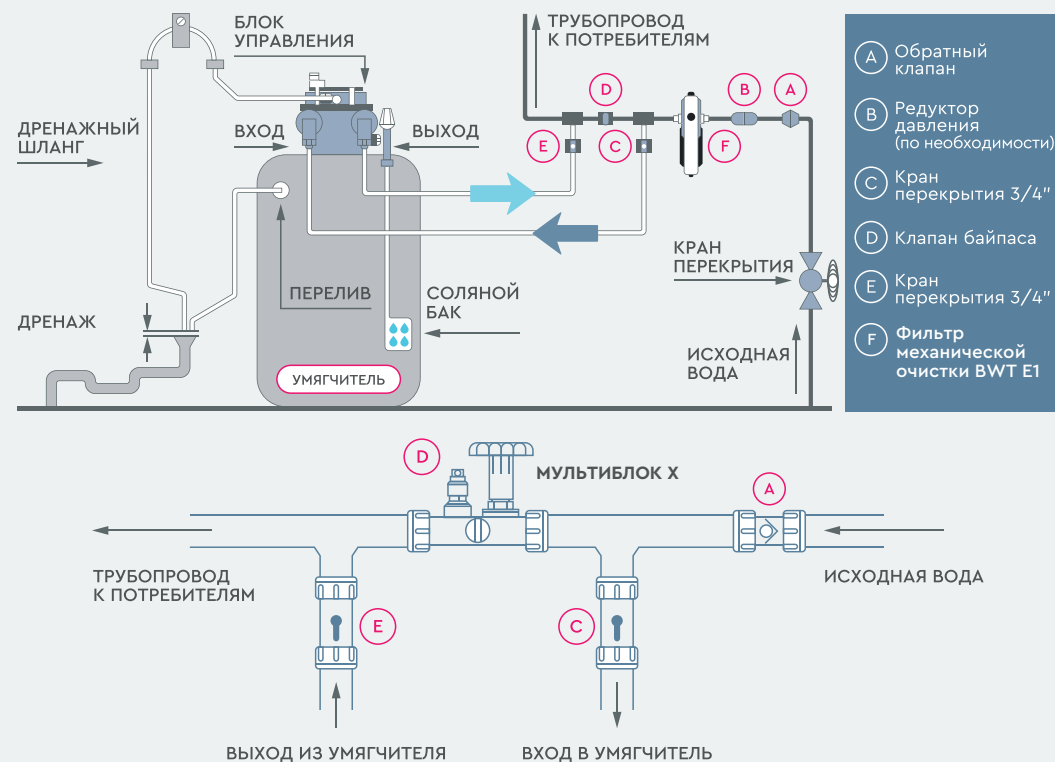 БЛОК
УПРАВЛЕНИЯ
ТРУБОПРОВОД
К ПОТРЕБИТЕЛЯМ
ДРЕНАЖНЫЙ
ШЛАНГ
ВХОД
ВЫХОД
D
B
A
E
C
F
КРАН
ПЕРЕКРЫТИЯ
ПЕРЕЛИВ
СОЛЯНОЙ
БАК
ДРЕНАЖ
ИСХОДНАЯ
ВОДА
УМЯГЧИТЕЛЬ
A Обратный
клапан
B Редуктор
давления
(по необходимости)
C Кран
перекрытия 3/4"
D Клапан байпаса
E Кран
перекрытия 3/4"
F Фильтр
механической
очистки BWT E1
D
МУЛЬТИБЛОК X
A
ТРУБОПРОВОД
К ПОТРЕБИТЕЛЯМ
ИСХОДНАЯ ВОДА
E
C
ВЫХОД ИЗ УМЯГЧИТЕЛЯ
ВХОД В УМЯГЧИТЕЛЬ